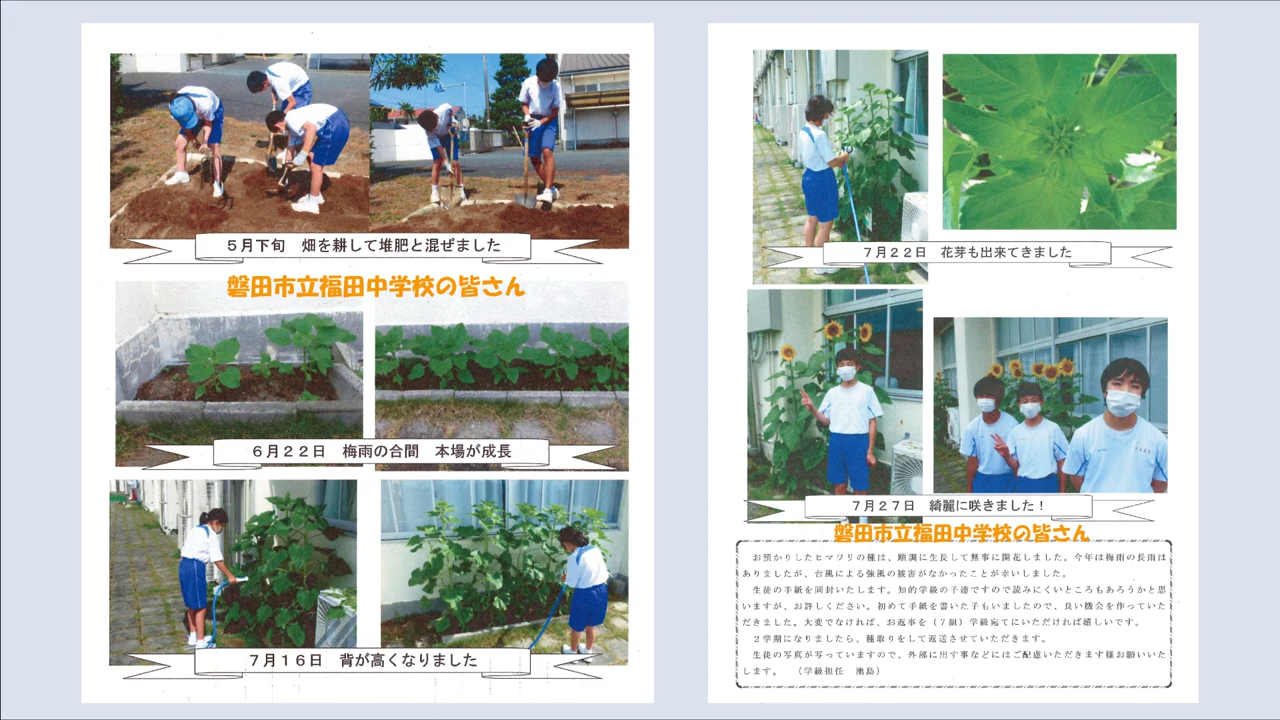 5月下旬 畑を耕して堆肥と混ぜました
磐田市立福田中学校の皆さん
6月22日 梅雨の合間 本場が成長
7月16日 背が高くなりました
7月22日 花芽も出来てきました
7月27日 綺麗に咲きました!
磐田市立福田中学校の皆さん
お預かりしたヒマワリの種は、順調に生長して無事に開花しました。今年は梅雨の長雨は
ありましたが、台風による強風の被害がなかったことが幸いしました。
生徒の手紙を同封いたします。知的学級の子達ですので読みにくいところもあろうかと思
いますが、お許しください。初めて手紙を書いた子もいましたので、良い機会を作っていた
だきました。大変でなければ、お返事を(7組)学級宛てにいただければ嬉しいです。
2学期になりましたら、種取りをして返送させていただきます。
生徒の写真が写っていますので、外部に出す事などにはご配慮いただきます様お願いいた
します。 (学級担任 池島)